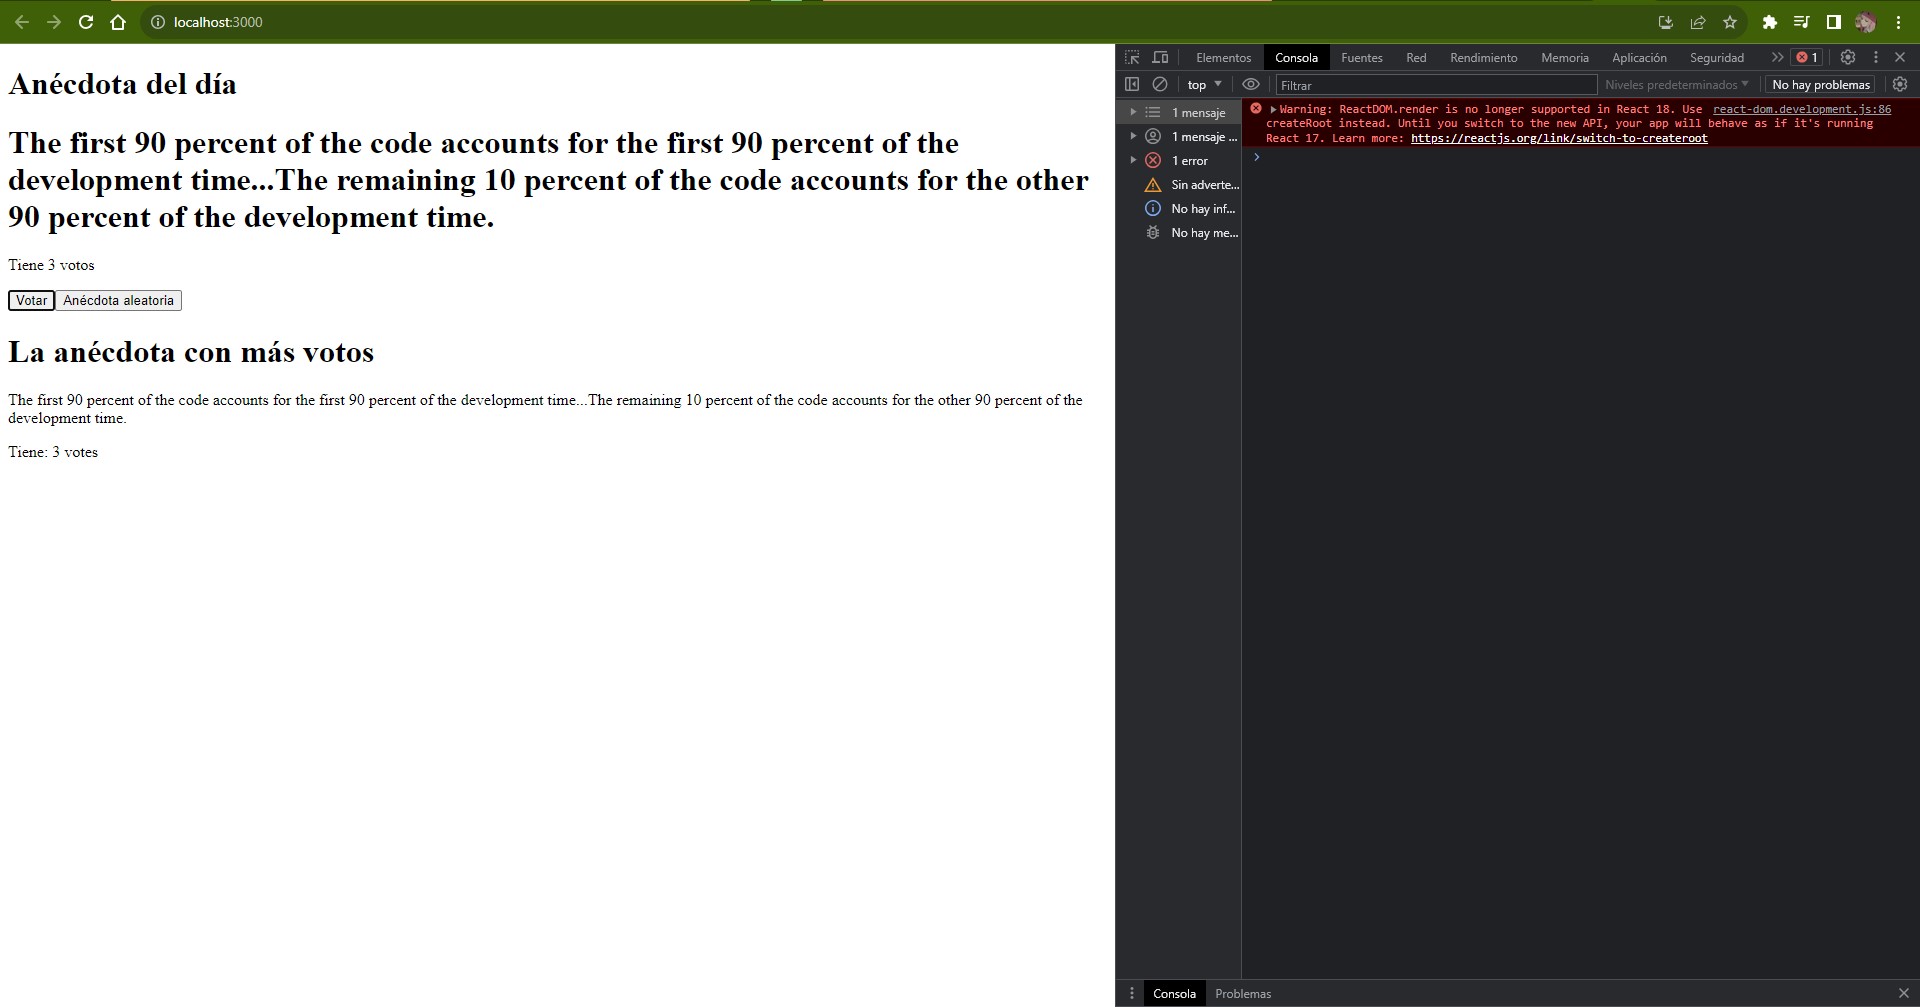 localhost:3000
Anécdota del día
The first 90 percent of the code accounts for the first 90 percent of the
development time...The remaining 10 percent of the code accounts for the other
90 percent of the development time.
Tiene 3 votos
Votar Anécdota aleatoria
La anécdota con más votos
The first 90 percent of the code accounts for the first 90 percent of the development time...The remaining 10 percent of the code accounts for the other 90 percent of the
development time.
Tiene: 3 votes
Elementos Consola Fuentes Red Rendimiento Memoria Aplicación Seguridad 1
top Filtrar Niveles predeterminados No hay problemas
1 mensaje
1 mensaje ...
1 error
Sin adverte...
No hay inf...
No hay me...
Warning: ReactDOM.render is no longer supported in React 18. Use react-dom.development.js:86
createRoot instead. Until you switch to the new API, your app will behave as if it's running
React 17. Learn more: https://reactjs.org/link/switch-to-createroot
Consola Problemas